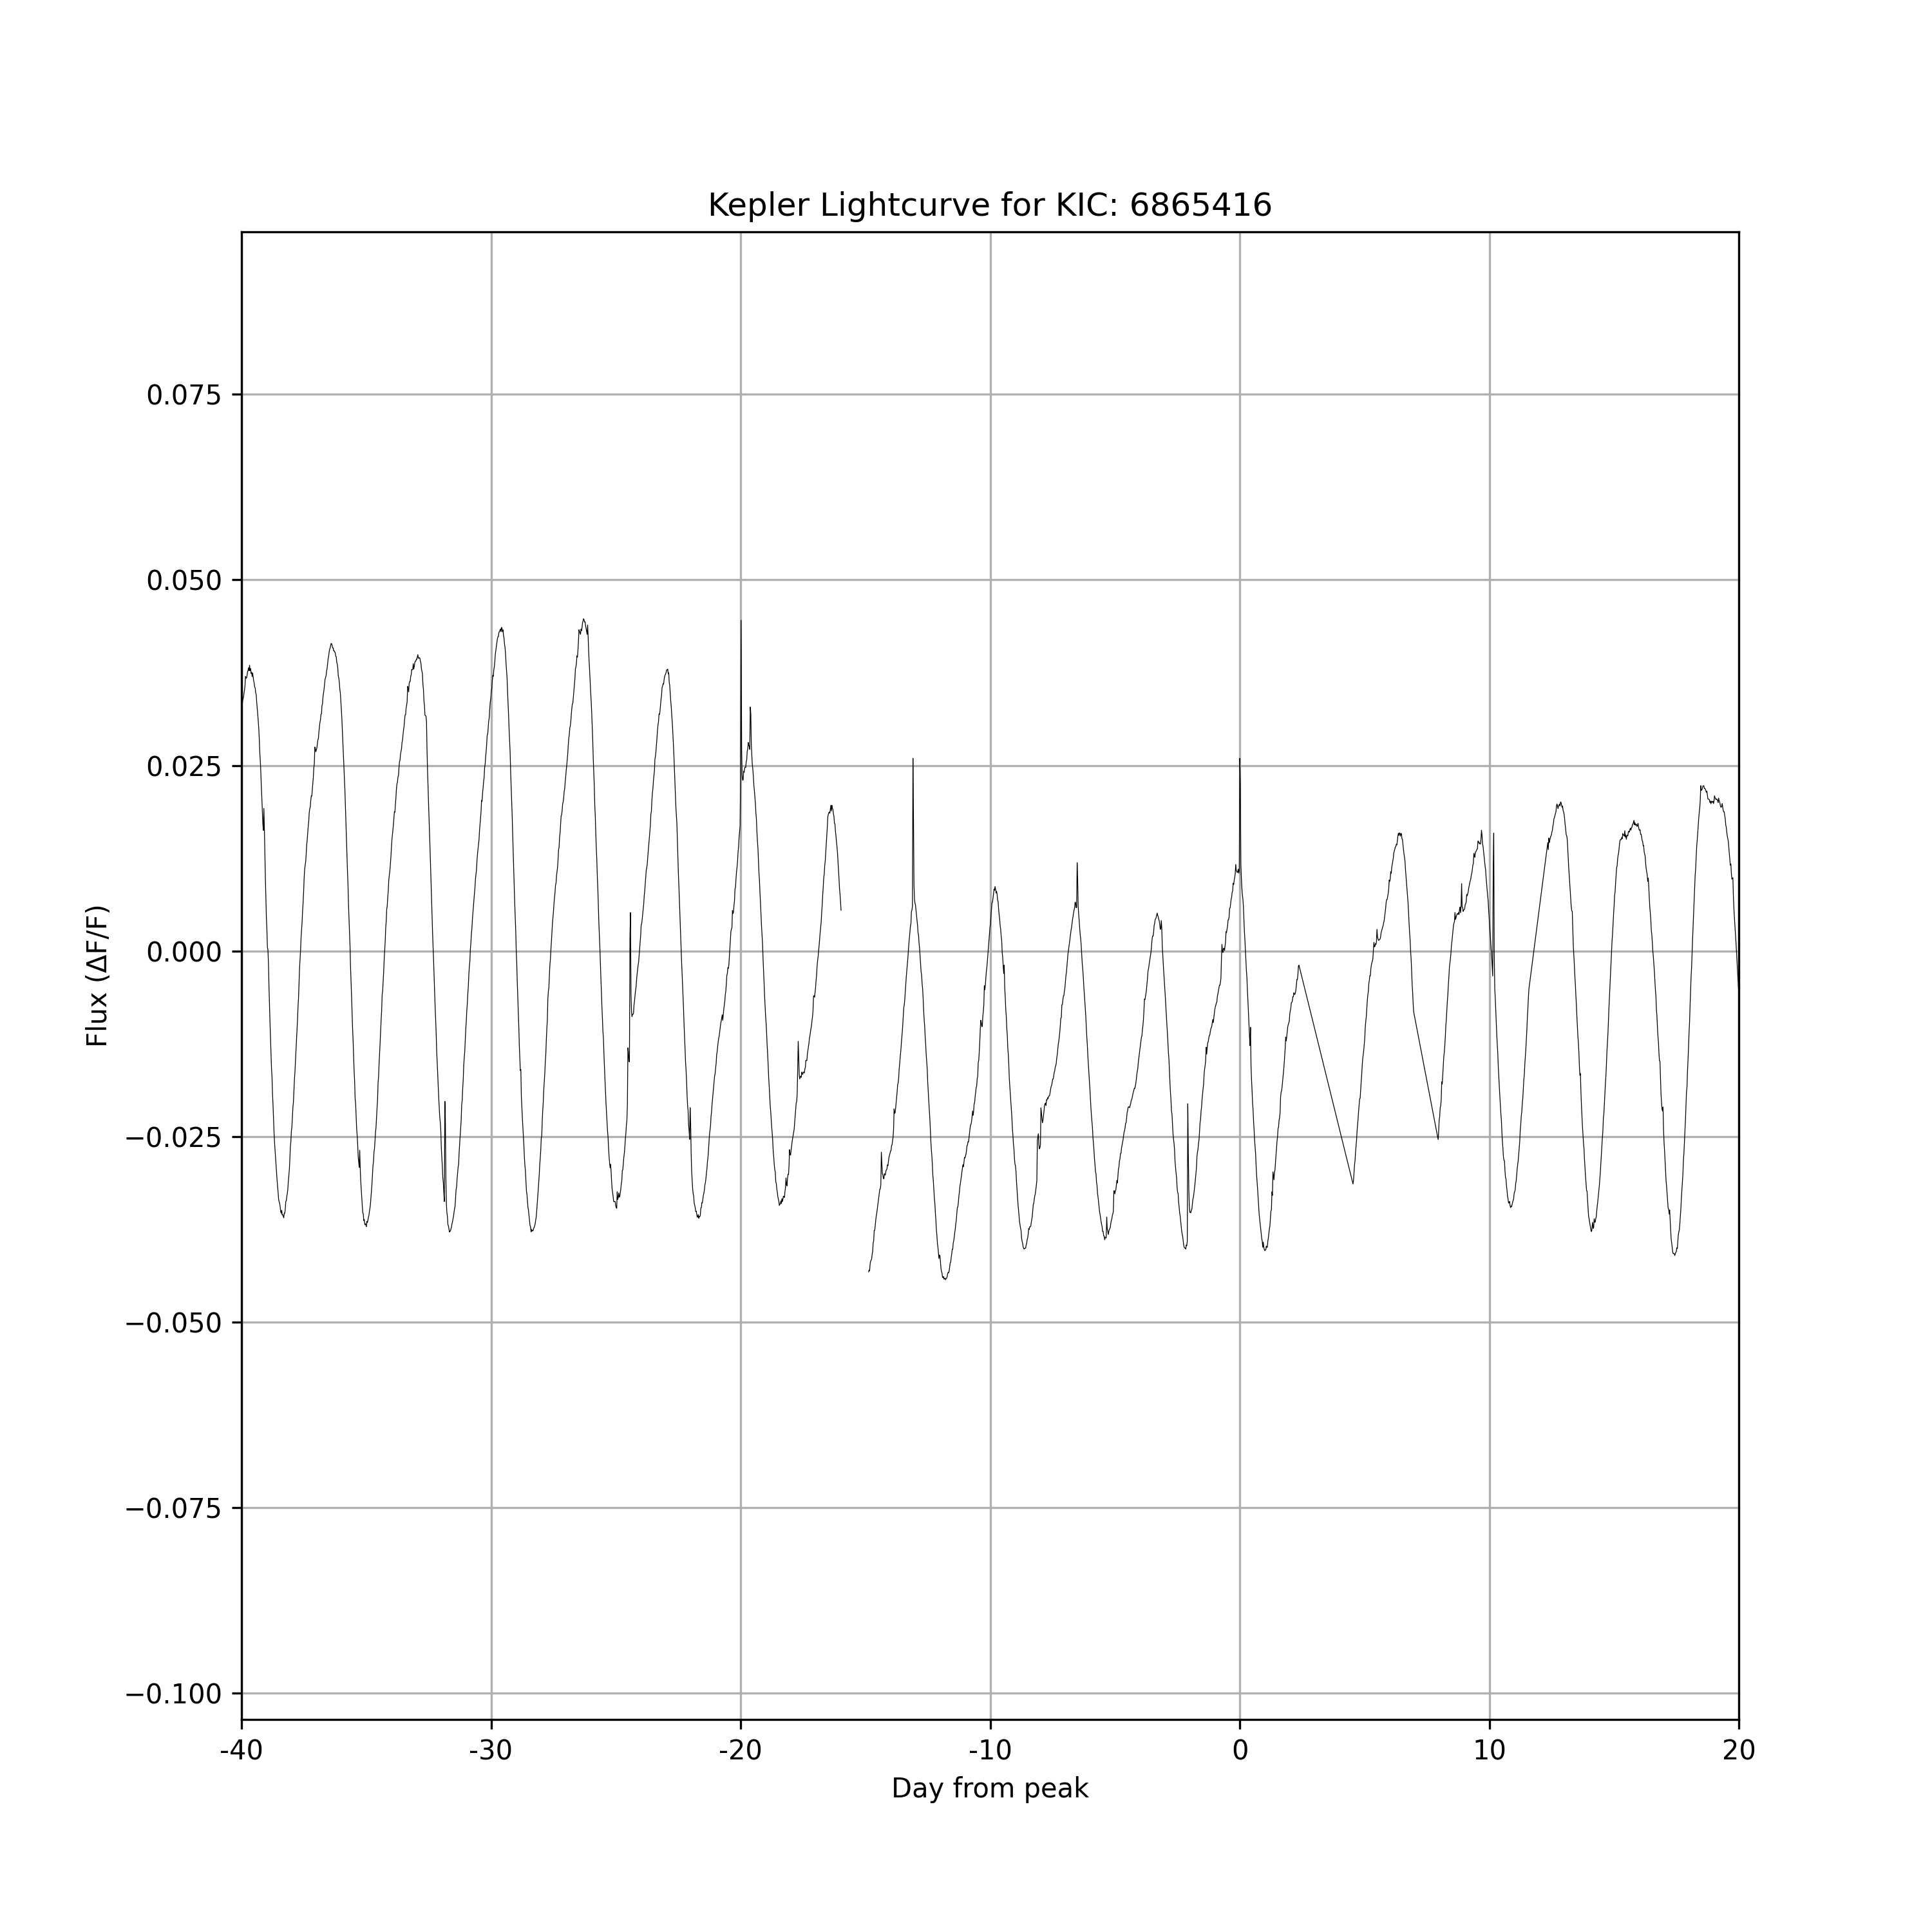 Kepler Lightcurve for KIC: 6865416
Flux (ΔF/F)
0.075
0.050
0.025
0.000
−0.025
−0.050
−0.075
−0.100
-40 -30 -20 -10 0 10 20
Day from peak